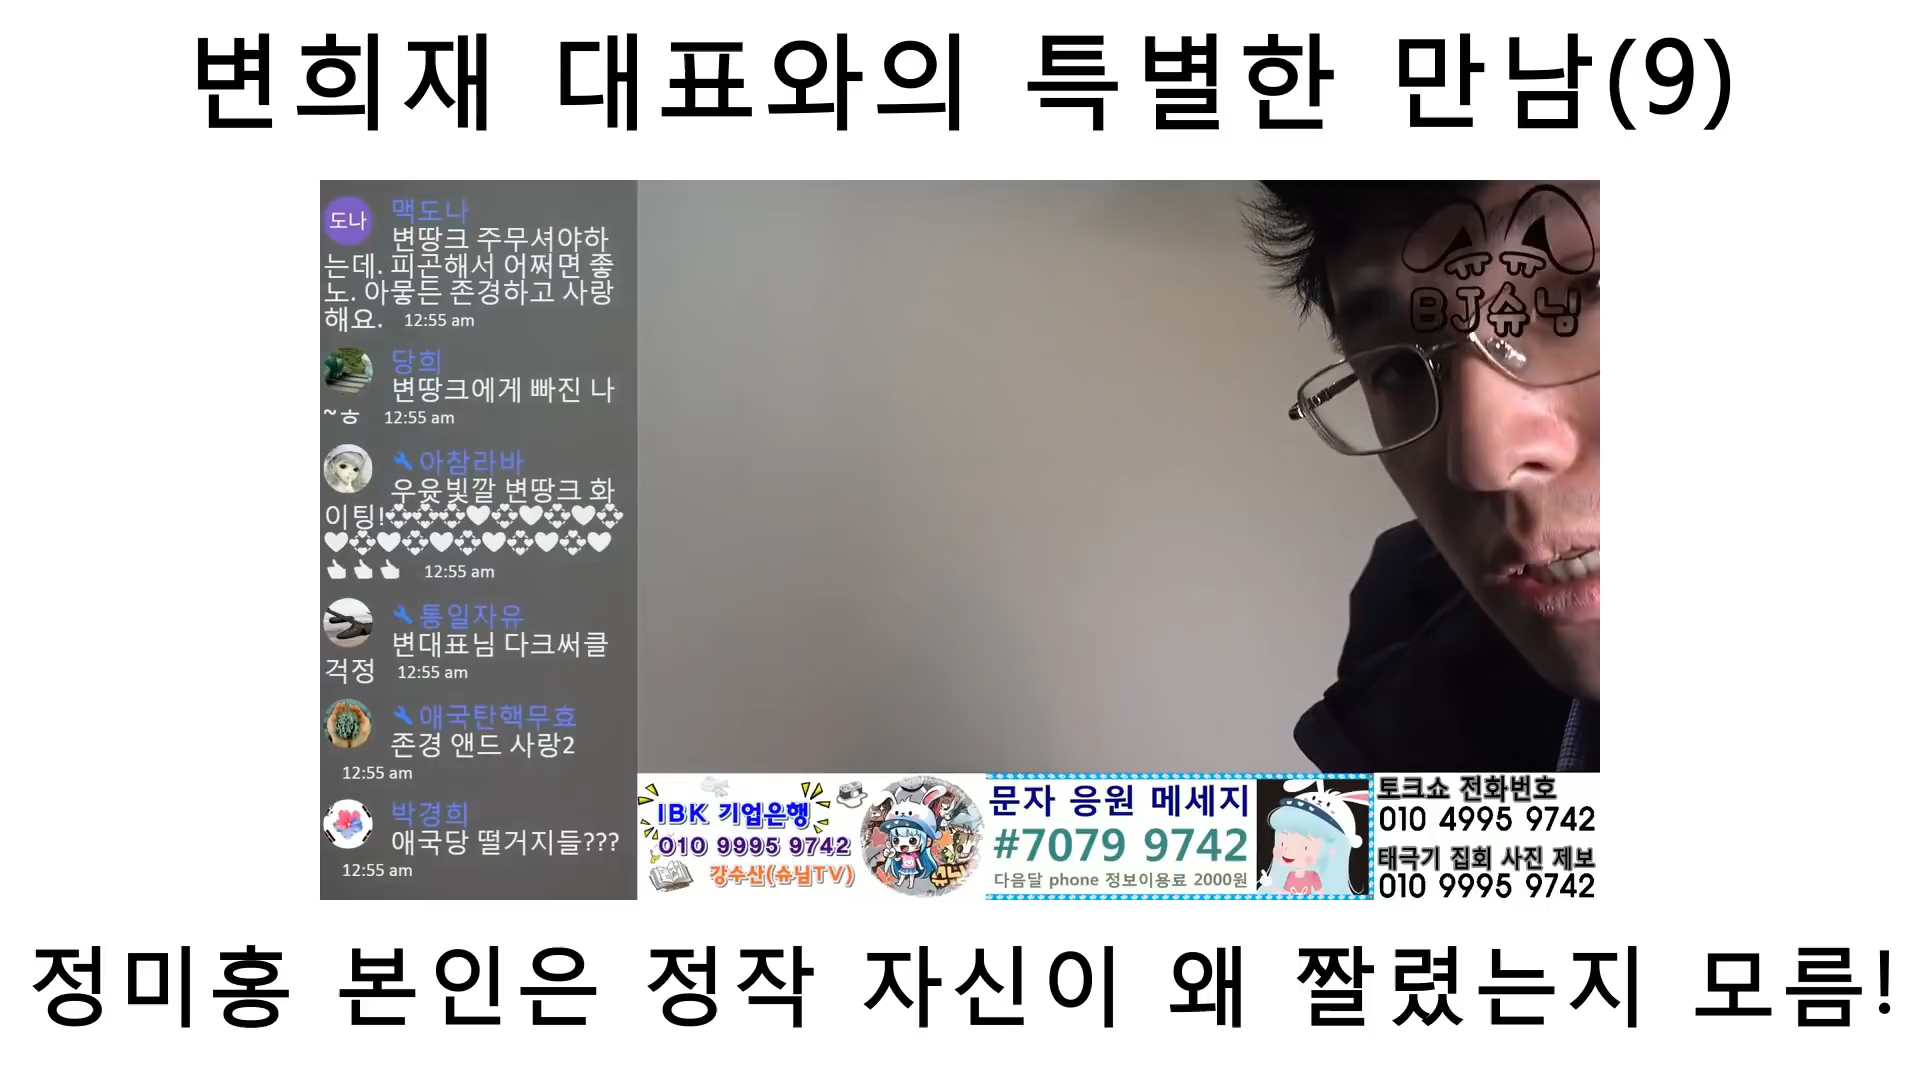 변희재 대표와의 특별한 만남(9)
도나
맥도나
변땅크 주무셔야하
는데. 피곤해서 어쩌면 좋
노. 아뭏든 존경하고 사랑
해요. 12:55 am
당희
변땅크에게 빠진 나
~ㅎ 12:55 am
아참라바
우윳빛깔 변땅크 화
이팅!
12:55 am
통일자유
변대표님 다크써클
걱정 12:55 am
애국탄핵무효
존경 앤드 사랑2
12:55 am
박경희
애국당 떨거지들???
12:55 am
ㅠㅠ
BJ슈님
IBK 기업은행
010 9995 9742
강수산(슈님TV)
슈님
문자 응원 메세지
#7079 9742
다음달 phone 정보이용료 2000원
토크쇼 전화번호
010 4995 9742
태극기 집회 사진 제보
010 9995 9742
정미홍 본인은 정작 자신이 왜 짤렸는지 모름!